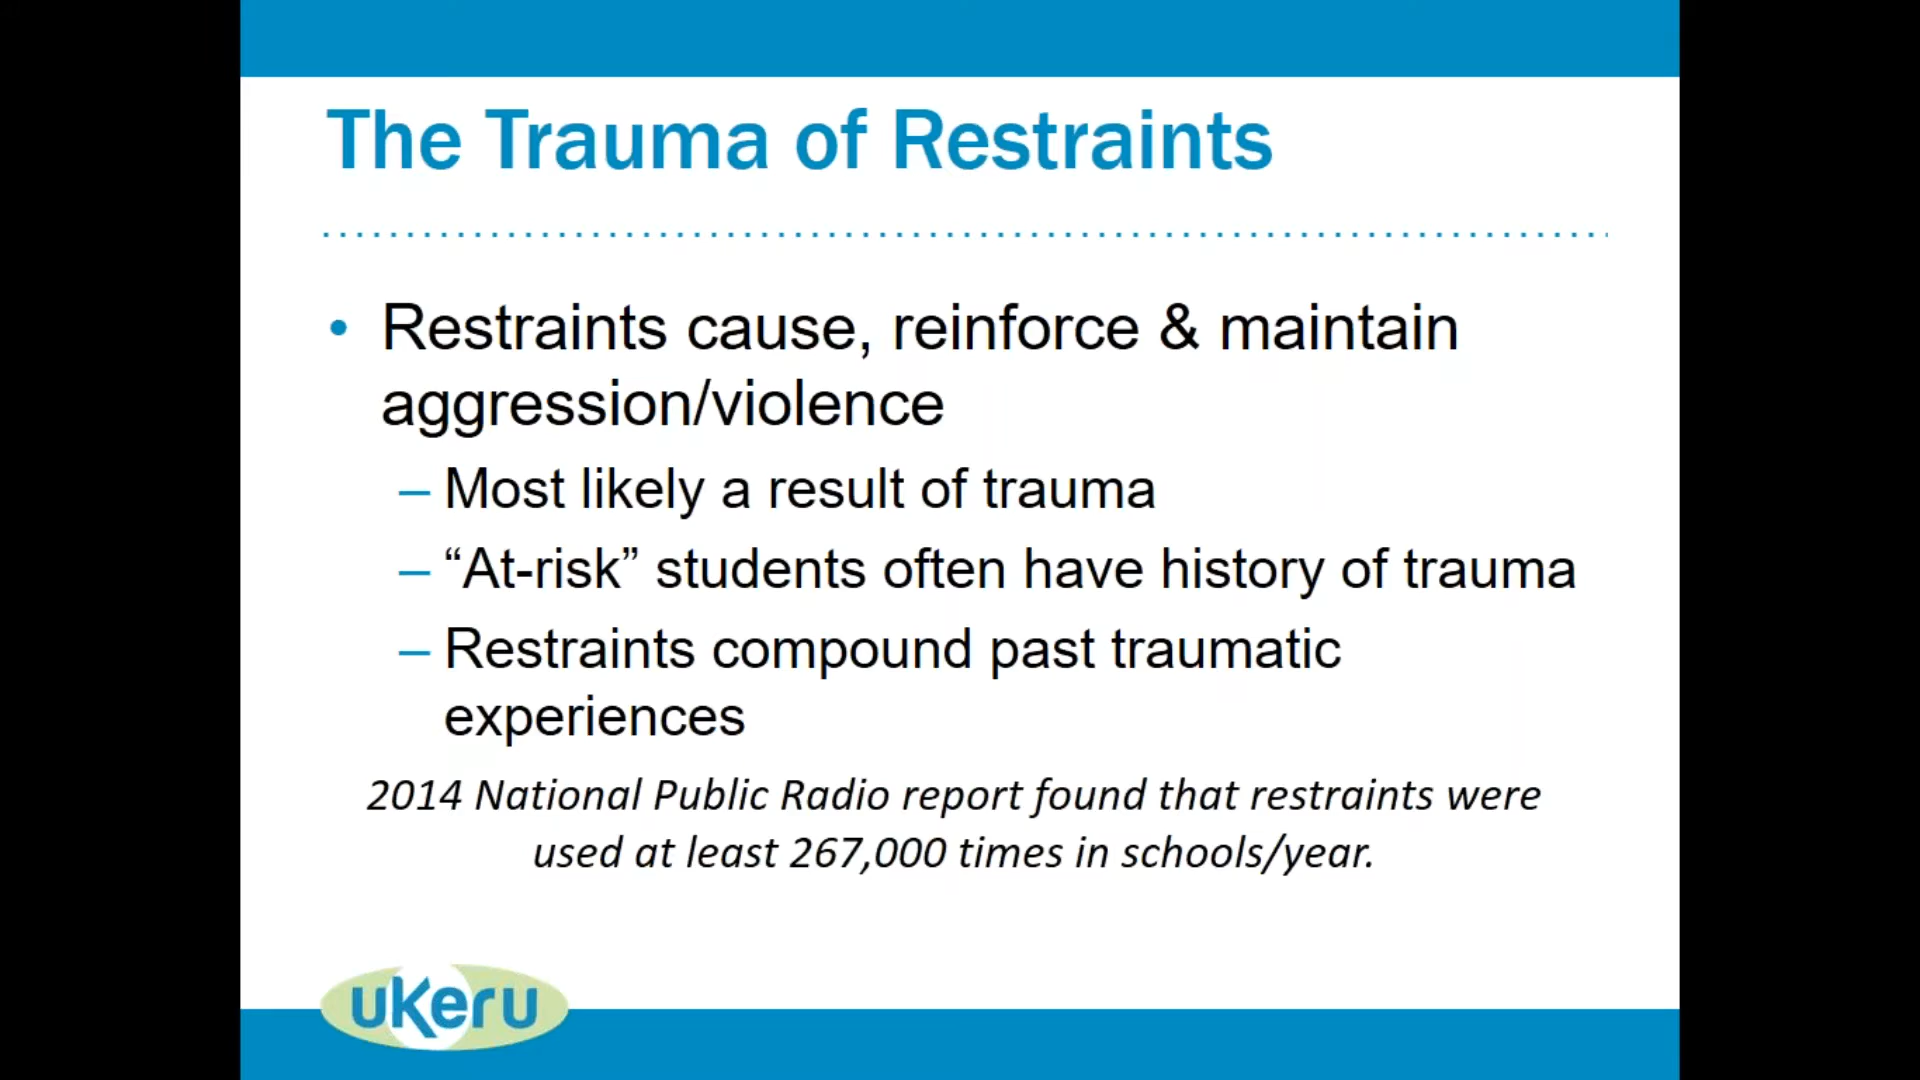 The Trauma of Restraints
• Restraints cause, reinforce & maintain
aggression/violence
– Most likely a result of trauma
– “At-risk” students often have history of trauma
– Restraints compound past traumatic
experiences
2014 National Public Radio report found that restraints were
used at least 267,000 times in schools/year.
uKeru